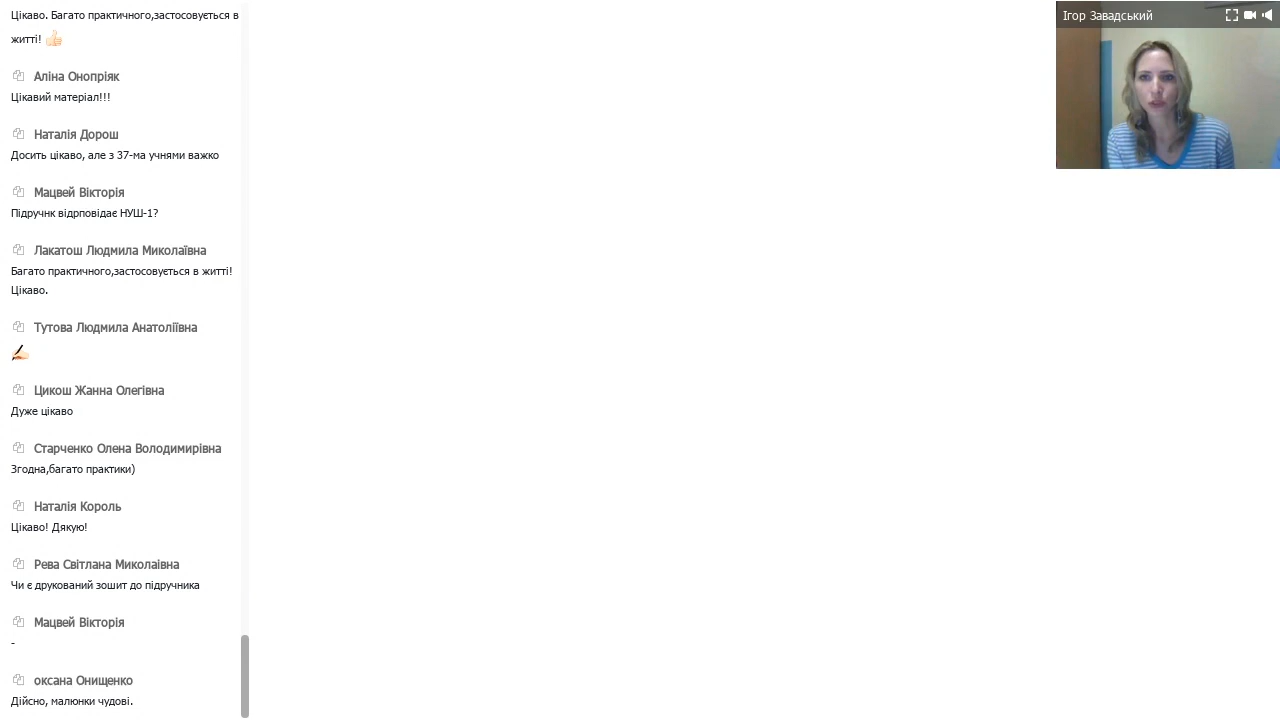 Цікаво. Багато практичного,застосовується в
житті!
Аліна Онопріяк
Цікавий матеріал!!!
Наталія Дорош
Досить цікаво, але з 37-ма учнями важко
Мацвей Вікторія
Підручнк відрповідає НУШ-1?
Лакатош Людмила Миколаївна
Багато практичного,застосовується в житті!
Цікаво.
Тутова Людмила Анатоліївна
Цикош Жанна Олегівна
Дуже цікаво
Старченко Олена Володимирівна
Згодна,багато практики)
Наталія Король
Цікаво! Дякую!
Рева Світлана Миколаівна
Чи є друкований зошит до підручника
Мацвей Вікторія
-
оксана Онищенко
Дійсно, малюнки чудові.
Ігор Завадський